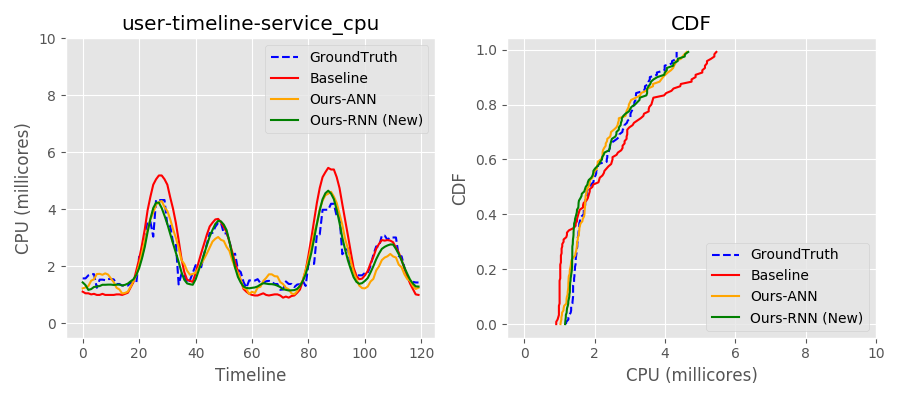 user-timeline-service_cpu
CPU (millicores)
10
8
6
4
2
0
0 20 40 60 80 100 120
Timeline
GroundTruth
Baseline
Ours-ANN
Ours-RNN (New)
CDF
CDF
1.0
0.8
0.6
0.4
0.2
0.0
0 2 4 6 8 10
CPU (millicores)
GroundTruth
Baseline
Ours-ANN
Ours-RNN (New)